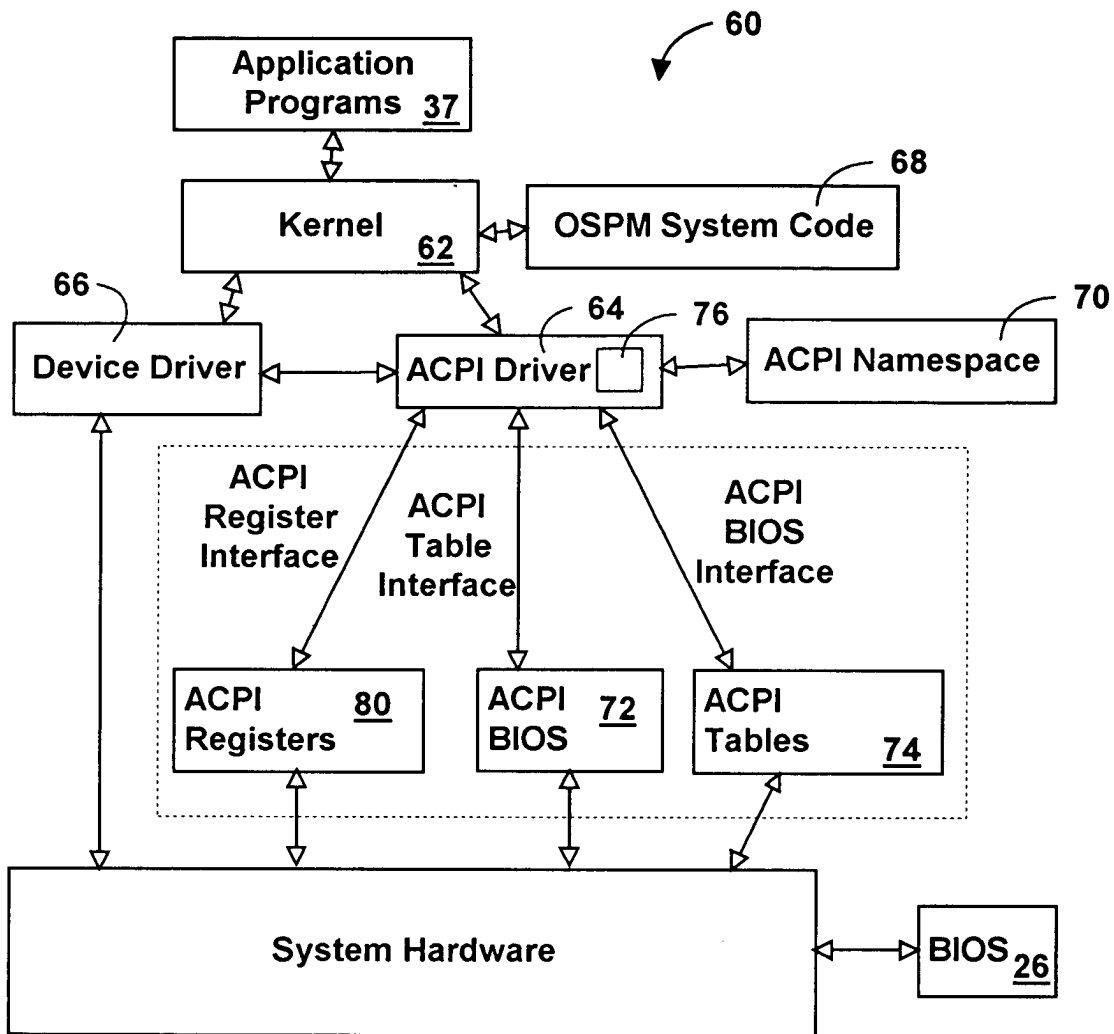 60
Application
Programs 37
68
Kernel
62
OSPM System Code
66
64
76
70
Device Driver
ACPI Driver
ACPI Namespace
ACPI
Register
Interface
ACPI
Table
Interface
ACPI
BIOS
Interface
ACPI
Registers
80
ACPI
BIOS
72
ACPI
Tables
74
System Hardware
BIOS 26